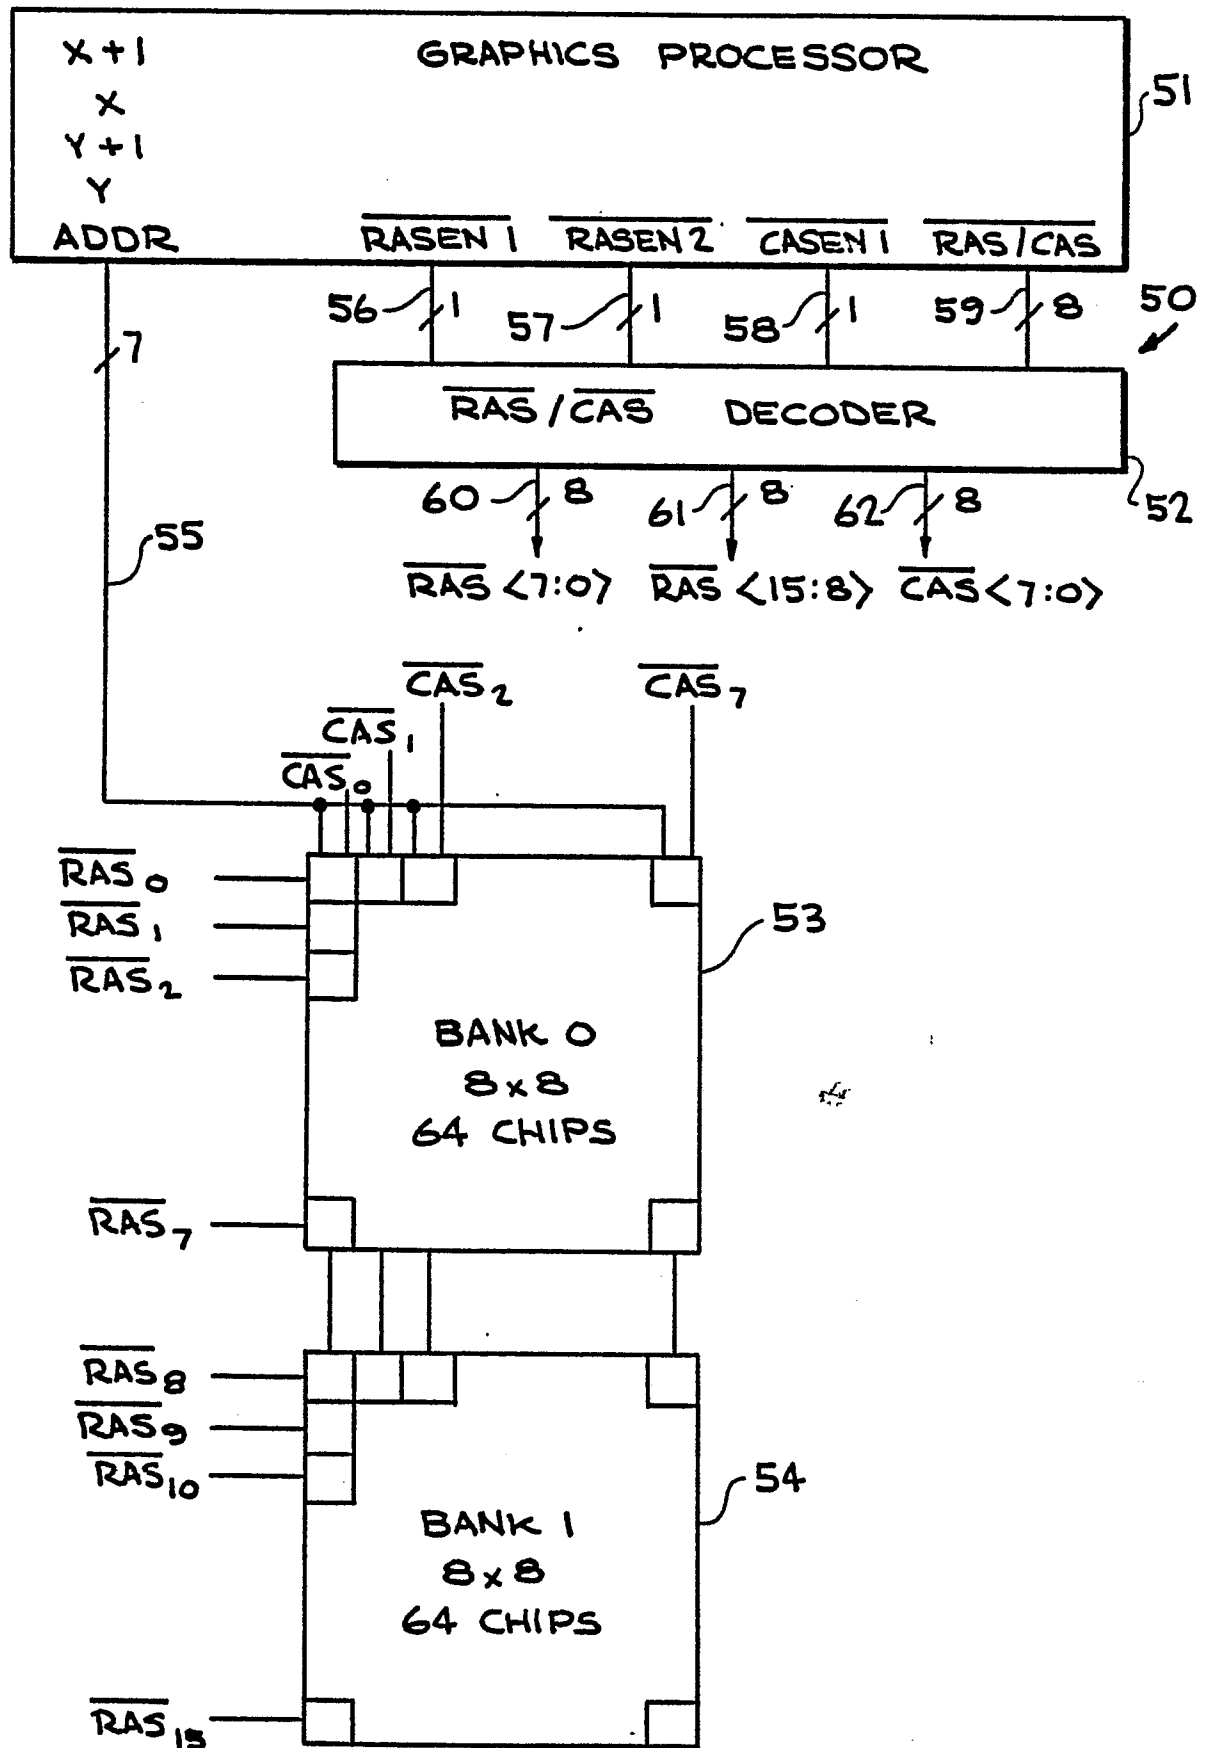 X+1 GRAPHICS PROCESSOR
X
51
Y+1
Y
ADDR RASEN 1 RASEN 2 CASEN 1 RAS/CAS
56 1 57 1 58 1 59 8 50
7
RAS/CAS DECODER
60 8 61 8 62 8 52
55
RAS <7:0> RAS <15:8> CAS <7:0>
CAS2 CAS7
CAS1
CAS0
RAS0
RAS1 53
RAS2
BANK 0
8x8
64 CHIPS
RAS7
RAS8
RAS9
RAS10 54
BANK 1
8x8
64 CHIPS
RAS15